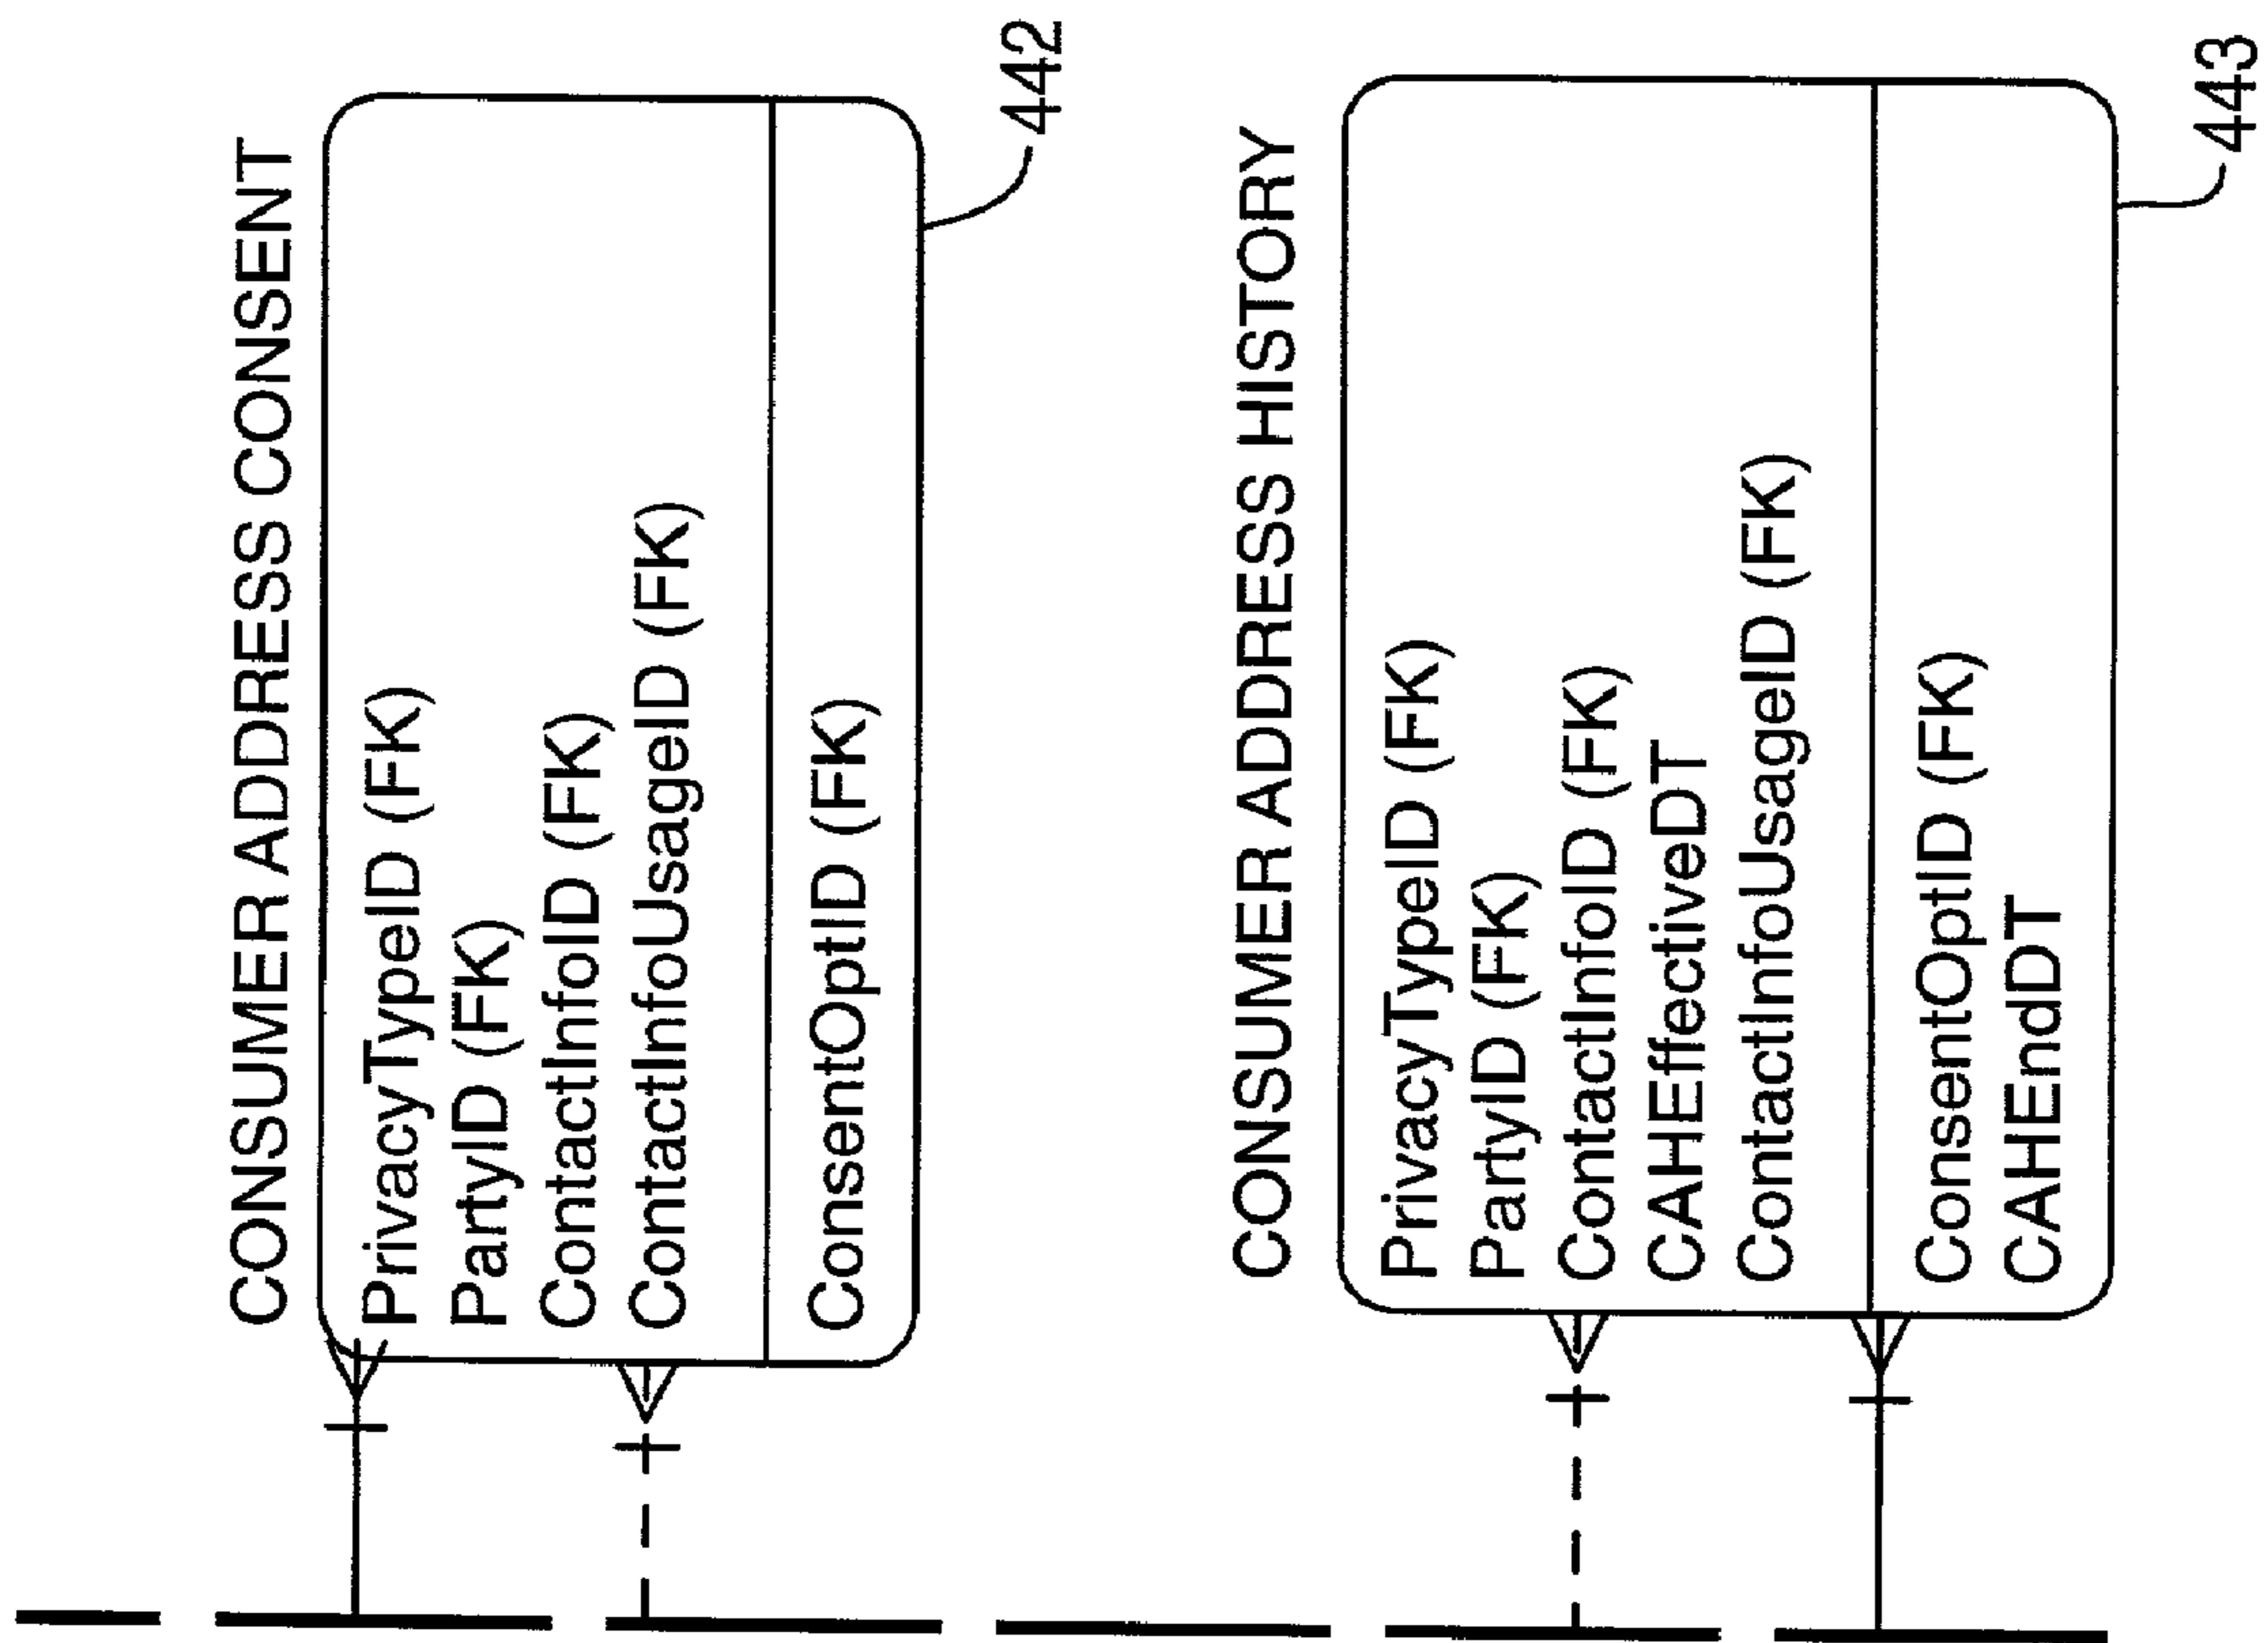 CONSUMER ADDRESS CONSENT
PrivacyTypeID (FK)
PartyID (FK)
ContactInfoID (FK)
ContactInfoUsageID (FK)
ConsentOptID (FK)
442
CONSUMER ADDRESS HISTORY
PrivacyTypeID (FK)
PartyID (FK)
ContactInfoID (FK)
CAHEffectiveDT
ContactInfoUsageID (FK)
ConsentOptID (FK)
CAHEndDT
443